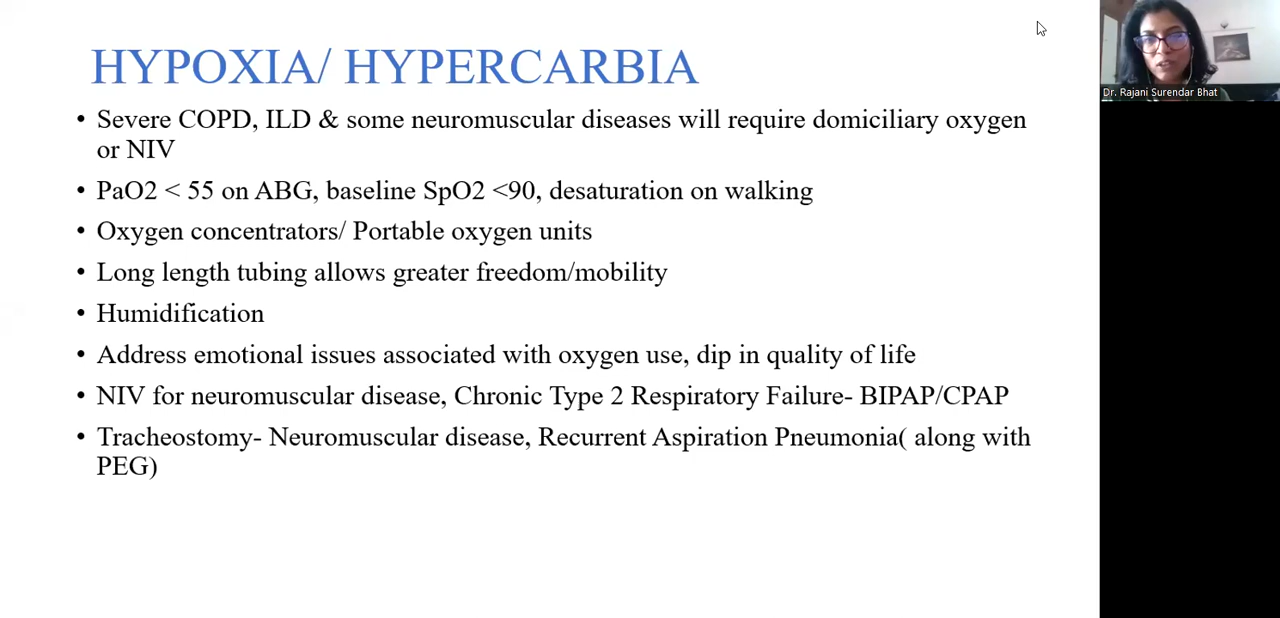 HYPOXIA/ HYPERCARBIA
• Severe COPD, ILD & some neuromuscular diseases will require domiciliary oxygen
or NIV
• PaO2 < 55 on ABG, baseline SpO2 <90, desaturation on walking
• Oxygen concentrators/ Portable oxygen units
• Long length tubing allows greater freedom/mobility
• Humidification
• Address emotional issues associated with oxygen use, dip in quality of life
• NIV for neuromuscular disease, Chronic Type 2 Respiratory Failure- BIPAP/CPAP
• Tracheostomy- Neuromuscular disease, Recurrent Aspiration Pneumonia( along with
PEG)
Dr. Rajani Surendar Bhat